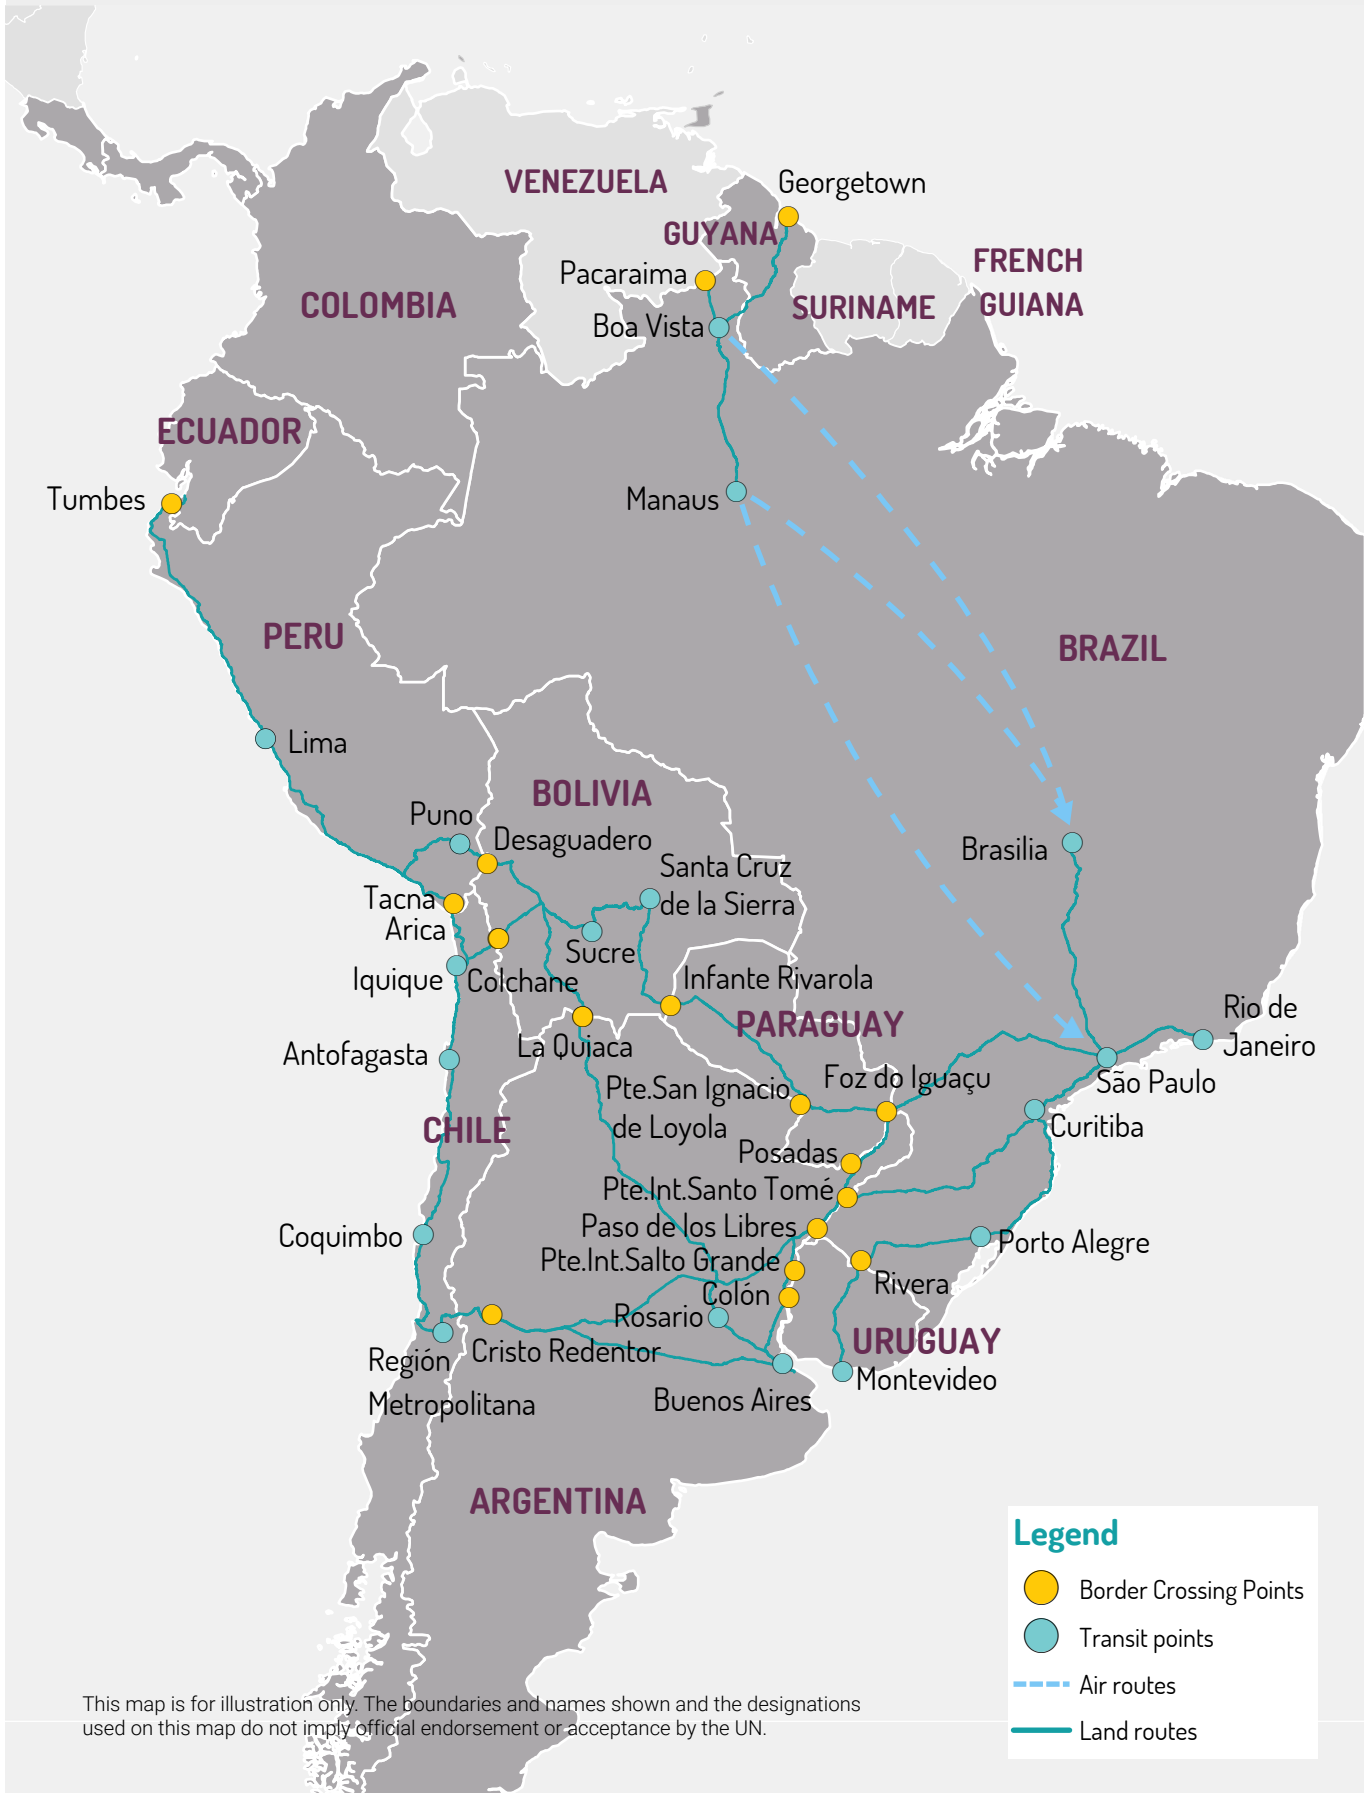 VENEZUELA
Georgetown
GUYANA
FRENCH
GUIANA
Pacaraima
SURINAME
COLOMBIA
Boa Vista
ECUADOR
Tumbes
Manaus
PERU
BRAZIL
Lima
BOLIVIA
Puno
Desaguadero
Brasilia
Santa Cruz
de la Sierra
Tacna
Arica
Sucre
Iquique
Colchane
Infante Rivarola
PARAGUAY
Rio de
Janeiro
La Quiaca
Antofagasta
São Paulo
Foz do Iguaçu
Pte.San Ignacio
de Loyola
CHILE
Curitiba
Posadas
Pte.Int.Santo Tomé
Paso de los Libres
Coquimbo
Porto Alegre
Pte.Int.Salto Grande
Rivera
Colón
Rosario
URUGUAY
Cristo Redentor
Región
Metropolitana
Montevideo
Buenos Aires
ARGENTINA
Legend
Border Crossing Points
Transit points
Air routes
Land routes
This map is for illustration only. The boundaries and names shown and the designations
used on this map do not imply official endorsement or acceptance by the UN.